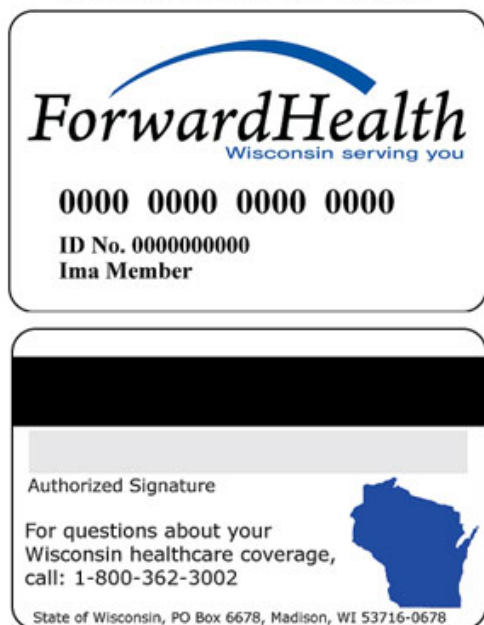 ForwardHealth
Wisconsin serving you
0000 0000 0000 0000
ID No. 0000000000
Ima Member
Authorized Signature
For questions about your
Wisconsin healthcare coverage,
call: 1-800-362-3002
State of Wisconsin, PO Box 6678, Madison, WI 53716-0678